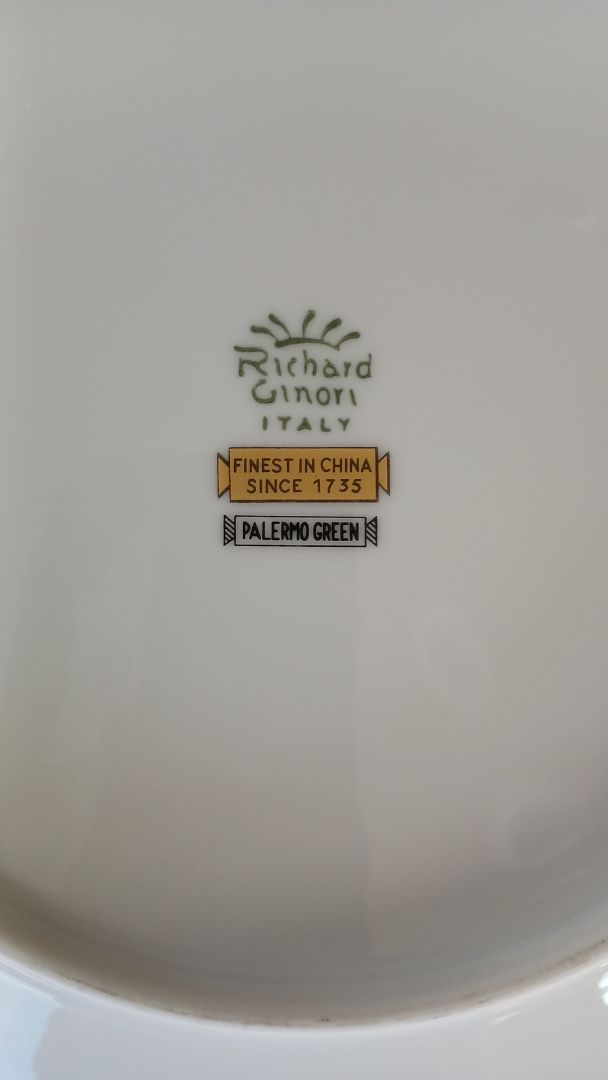 Richard
Ginori
ITALY
FINEST IN CHINA
SINCE 1735
PALERMO GREEN